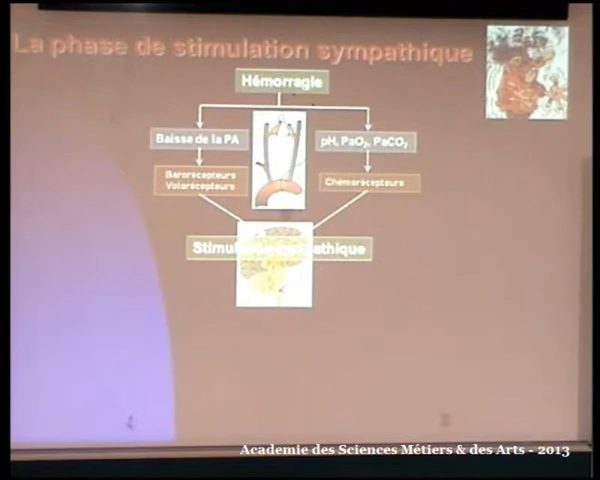 La phase de stimulation sympathique
Hémorragie
Baisse de la PA
pH, PaO2, PaCO2
Barorécepteurs
Volorécepteurs
Chémorécepteurs
Stimulation sympathique
Academie des Sciences Métiers & des Arts - 2013